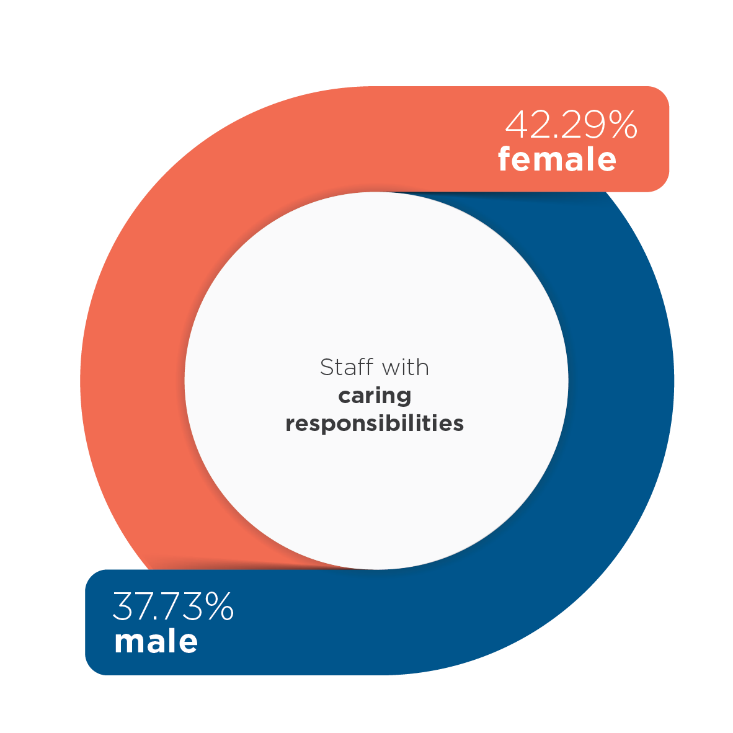 42.29%
female
Staff with
caring
responsibilities
37.73%
male